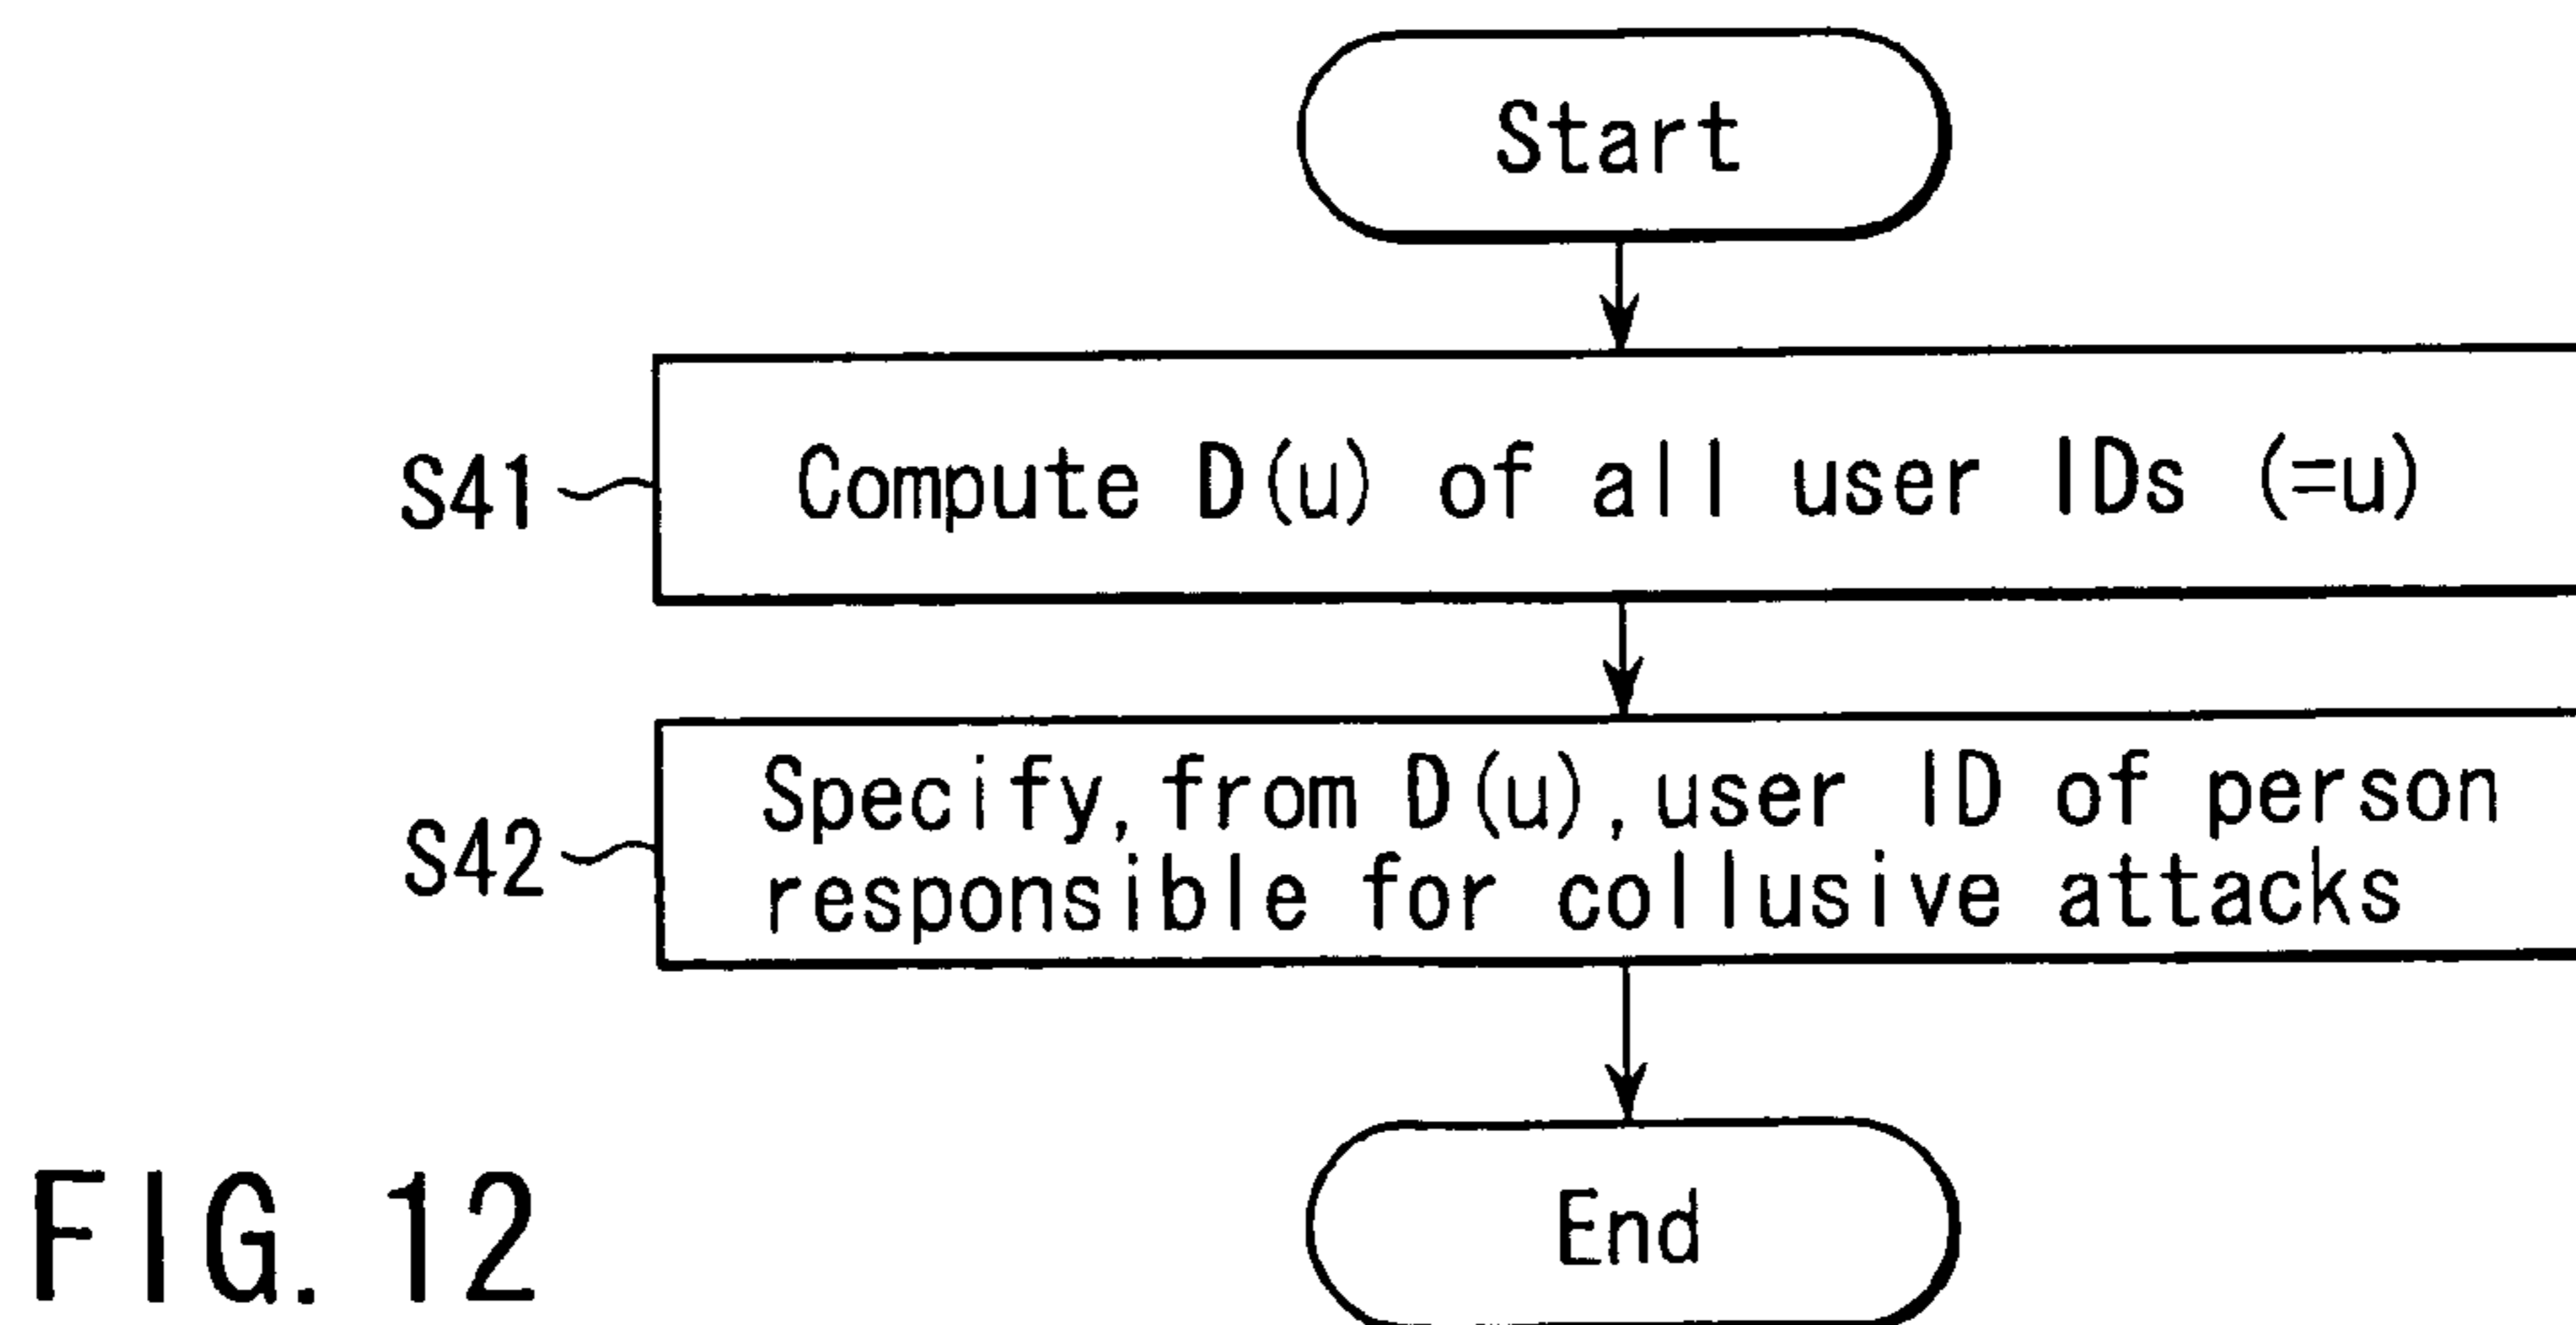 Start
S41
Compute D(u) of all user IDs (=u)
S42
Specify, from D(u), user ID of person
responsible for collusive attacks
End
FIG. 12